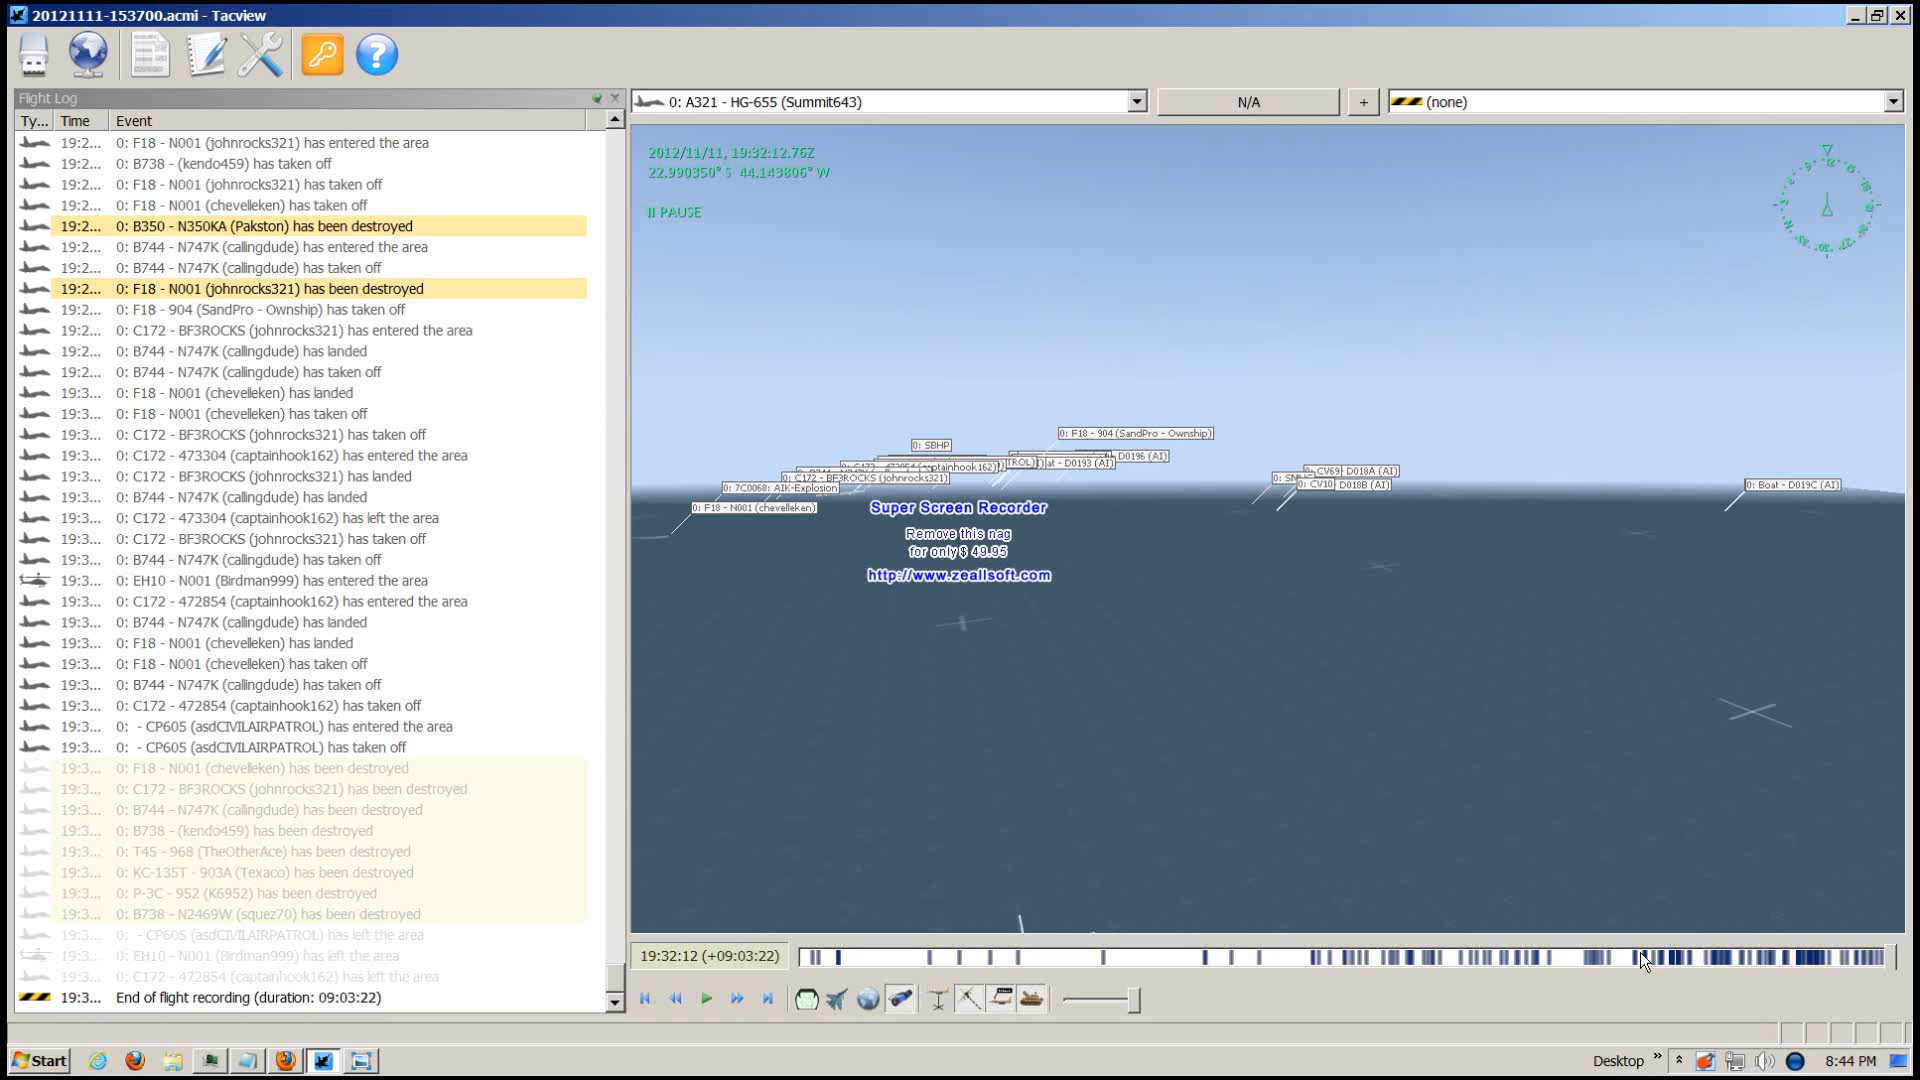 20121111-153700.acmi - Tacview
Flight Log
Ty... Time Event
19:2... 0: F18 - N001 (johnrocks321) has entered the area
19:2... 0: B738 - (kendo459) has taken off
19:2... 0: F18 - N001 (johnrocks321) has taken off
19:2... 0: F18 - N001 (chevelleken) has taken off
19:2... 0: B350 - N350KA (Pakston) has been destroyed
19:2... 0: B744 - N747K (callingdude) has entered the area
19:2... 0: B744 - N747K (callingdude) has taken off
19:2... 0: F18 - N001 (johnrocks321) has been destroyed
19:2... 0: F18 - 904 (SandPro - Ownship) has taken off
19:2... 0: C172 - BF3ROCKS (johnrocks321) has entered the area
19:2... 0: B744 - N747K (callingdude) has landed
19:2... 0: B744 - N747K (callingdude) has taken off
19:3... 0: F18 - N001 (chevelleken) has landed
19:3... 0: F18 - N001 (chevelleken) has taken off
19:3... 0: C172 - BF3ROCKS (johnrocks321) has taken off
19:3... 0: C172 - 473304 (captainhook162) has entered the area
19:3... 0: C172 - BF3ROCKS (johnrocks321) has landed
19:3... 0: B744 - N747K (callingdude) has landed
19:3... 0: C172 - 473304 (captainhook162) has left the area
19:3... 0: C172 - BF3ROCKS (johnrocks321) has taken off
19:3... 0: B744 - N747K (callingdude) has taken off
19:3... 0: EH10 - N001 (Birdman999) has entered the area
19:3... 0: C172 - 472854 (captainhook162) has entered the area
19:3... 0: B744 - N747K (callingdude) has landed
19:3... 0: F18 - N001 (chevelleken) has landed
19:3... 0: F18 - N001 (chevelleken) has taken off
19:3... 0: B744 - N747K (callingdude) has taken off
19:3... 0: C172 - 472854 (captainhook162) has taken off
19:3... 0: - CP605 (asdCIVILAIRPATROL) has entered the area
19:3... 0: - CP605 (asdCIVILAIRPATROL) has taken off
19:3... 0: F18 - N001 (chevelleken) has been destroyed
19:3... 0: C172 - BF3ROCKS (johnrocks321) has been destroyed
19:3... 0: B744 - N747K (callingdude) has been destroyed
19:3... 0: B738 - (kendo459) has been destroyed
19:3... 0: T45 - 968 (TheOtherAce) has been destroyed
19:3... 0: KC-135T - 903A (Texaco) has been destroyed
19:3... 0: P-3C - 952 (K6952) has been destroyed
19:3... 0: B738 - N2469W (squez70) has been destroyed
19:3... 0: - CP605 (asdCIVILAIRPATROL) has left the area
19:3... 0: EH10 - N001 (Birdman999) has left the area
19:3... 0: C172 - 472854 (captainhook162) has left the area
19:3... End of flight recording (duration: 09:03:22)
0: A321 - HG-655 (Summit643)
N/A
+
(none)
2012/11/11, 19:32:12.76Z
22.990350° S 44.143806° W
II PAUSE
0: F18 - 904 (SandPro - Ownship)
0: SBHP
D0196 (AI)
TROL)
at - D0193 (AI)
0: C172 - 472854 (captainhook162)
0: C172 - BF3ROCKS (johnrocks321)
0: 7C0068: AIK-Explosion
0: F18 - N001 (chevelleken)
0: CV69
D018A (AI)
0: CV10
D018B (AI)
0: Boat - D019C (AI)
Super Screen Recorder
Remove this nag
for only $ 49.95
http://www.zeallsoft.com
19:32:12 (+09:03:22)
Start
Desktop
8:44 PM